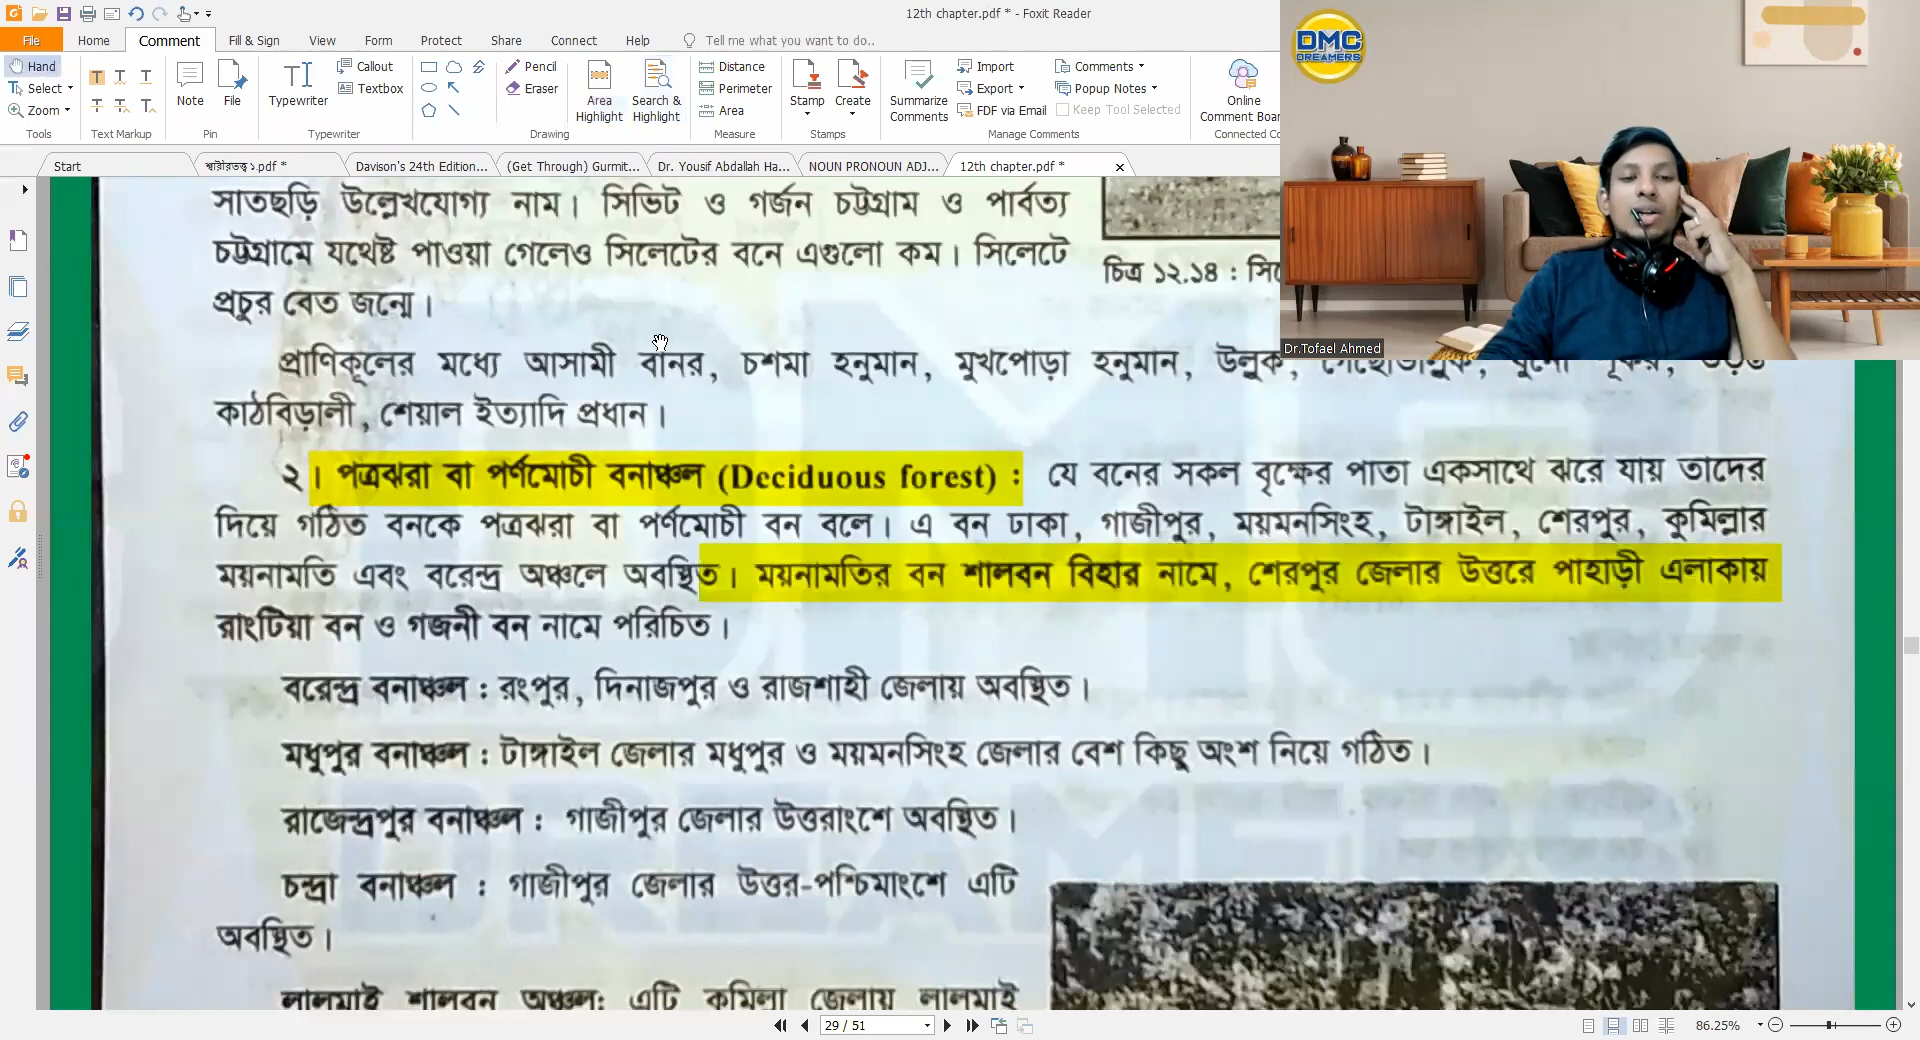 12th chapter.pdf * - Foxit Reader
File Home Comment Fill & Sign View Form Protect Share Connect Help Tell me what you want to do..
Hand
Select
Zoom
Tools
Text Markup
Note
File
Pin
Typewriter
Callout
Textbox
Typewriter
Pencil
Eraser
Area Highlight
Search & Highlight
Drawing
Distance
Perimeter
Area
Measure
Stamp
Create
Stamps
Summarize Comments
Import
Export
FDF via Email
Comments
Popup Notes
Keep Tool Selected
Manage Comments
Online Comment Boar
Connected Co
Start
শারীরতত্ত্ব ১.pdf *
Davison's 24th Edition...
(Get Through) Gurmit...
Dr. Yousif Abdallah Ha...
NOUN PRONOUN ADJ...
12th chapter.pdf *
DMC
DREAMERS
Dr.Tofael Ahmed
সাতছড়ি উল্লেখযোগ্য নাম। সিভিট ও গর্জন চট্টগ্রাম ও পার্বত্য
চট্টগ্রামে যথেষ্ট পাওয়া গেলেও সিলেটের বনে এগুলো কম। সিলেটে
প্রচুর বেত জন্মে।
চিত্র ১২.১৪ : সি
প্রাণিকূলের মধ্যে আসামী বানর, চশমা হনুমান, মুখপোড়া হনুমান, উলুক,
কাঠবিড়ালী, শেয়াল ইত্যাদি প্রধান।
২। পত্রঝরা বা পর্ণমোচী বনাঞ্চল (Deciduous forest) : যে বনের সকল বৃক্ষের পাতা একসাথে ঝরে যায় তাদের
দিয়ে গঠিত বনকে পত্রঝরা বা পর্ণমোচী বন বলে। এ বন ঢাকা, গাজীপুর, ময়মনসিংহ, টাঙ্গাইল, শেরপুর, কুমিল্লার
ময়নামতি এবং বরেন্দ্র অঞ্চলে অবস্থিত। ময়নামতির বন শালবন বিহার নামে, শেরপুর জেলার উত্তরে পাহাড়ী এলাকায়
রাংটিয়া বন ও গজনী বন নামে পরিচিত।
বরেন্দ্র বনাঞ্চল : রংপুর, দিনাজপুর ও রাজশাহী জেলায় অবস্থিত।
মধুপুর বনাঞ্চল : টাঙ্গাইল জেলার মধুপুর ও ময়মনসিংহ জেলার বেশ কিছু অংশ নিয়ে গঠিত।
রাজেন্দ্রপুর বনাঞ্চল : গাজীপুর জেলার উত্তরাংশে অবস্থিত।
চন্দ্রা বনাঞ্চল : গাজীপুর জেলার উত্তর-পশ্চিমাংশে এটি
অবস্থিত।
লালমাই শালবন অঞ্চল: এটি কুমিল্লা জেলায় লালমাই
DMC
DREAMERS
29 / 51
86.25%